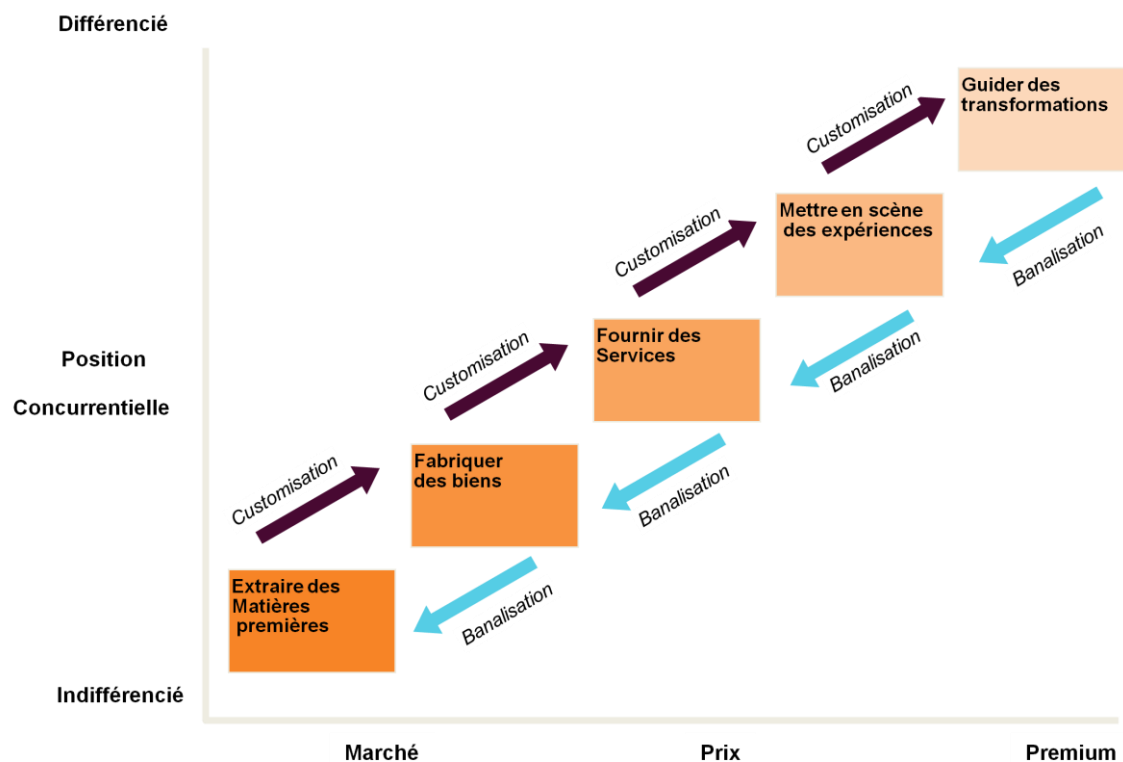 Différencié
Guider des
transformations
Customisation
Mettre en scène
des expériences
Customisation
Banalisation
Fournir des
Services
Customisation
Banalisation
Position
Concurrentielle
Fabriquer
des biens
Customisation
Banalisation
Extraire des
Matières
premières
Banalisation
Indifférencié
Marché
Prix
Premium